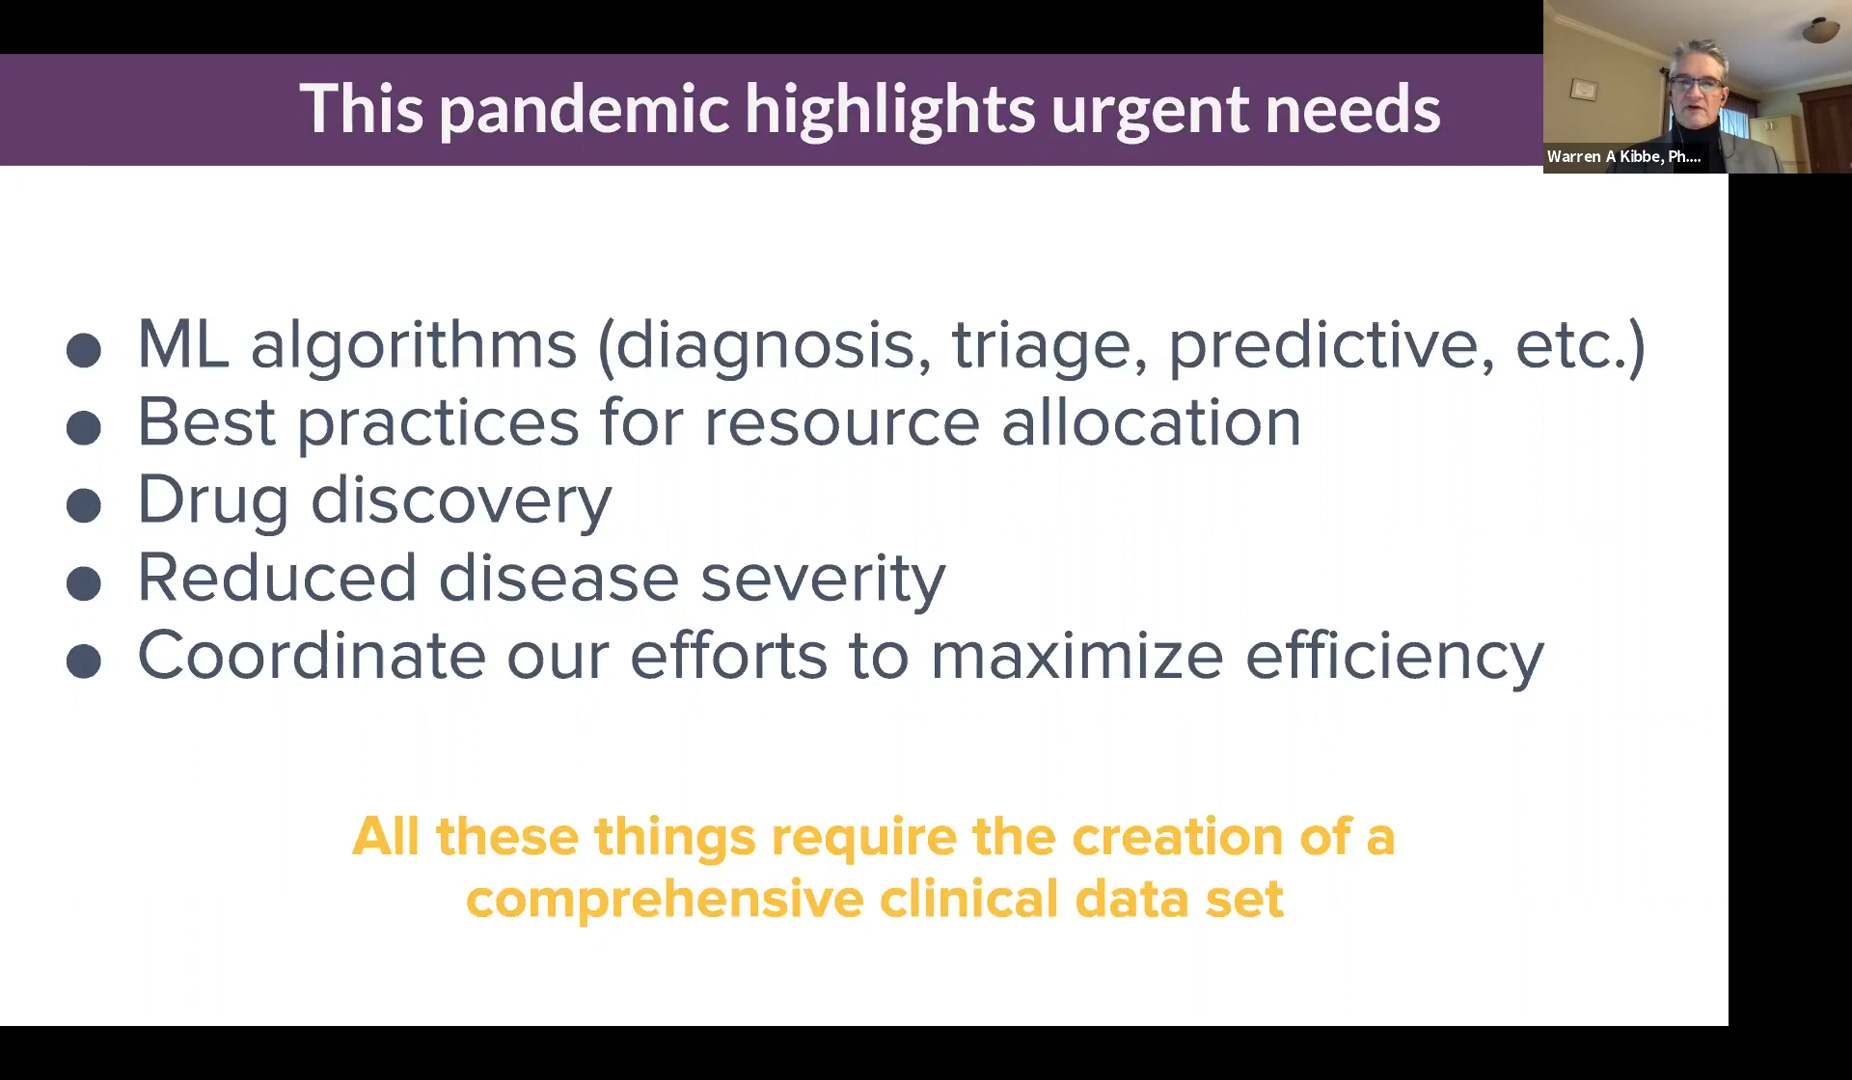 This pandemic highlights urgent needs
Warren A Kibbe, Ph....
● ML algorithms (diagnosis, triage, predictive, etc.)
● Best practices for resource allocation
● Drug discovery
● Reduced disease severity
● Coordinate our efforts to maximize efficiency
All these things require the creation of a
comprehensive clinical data set